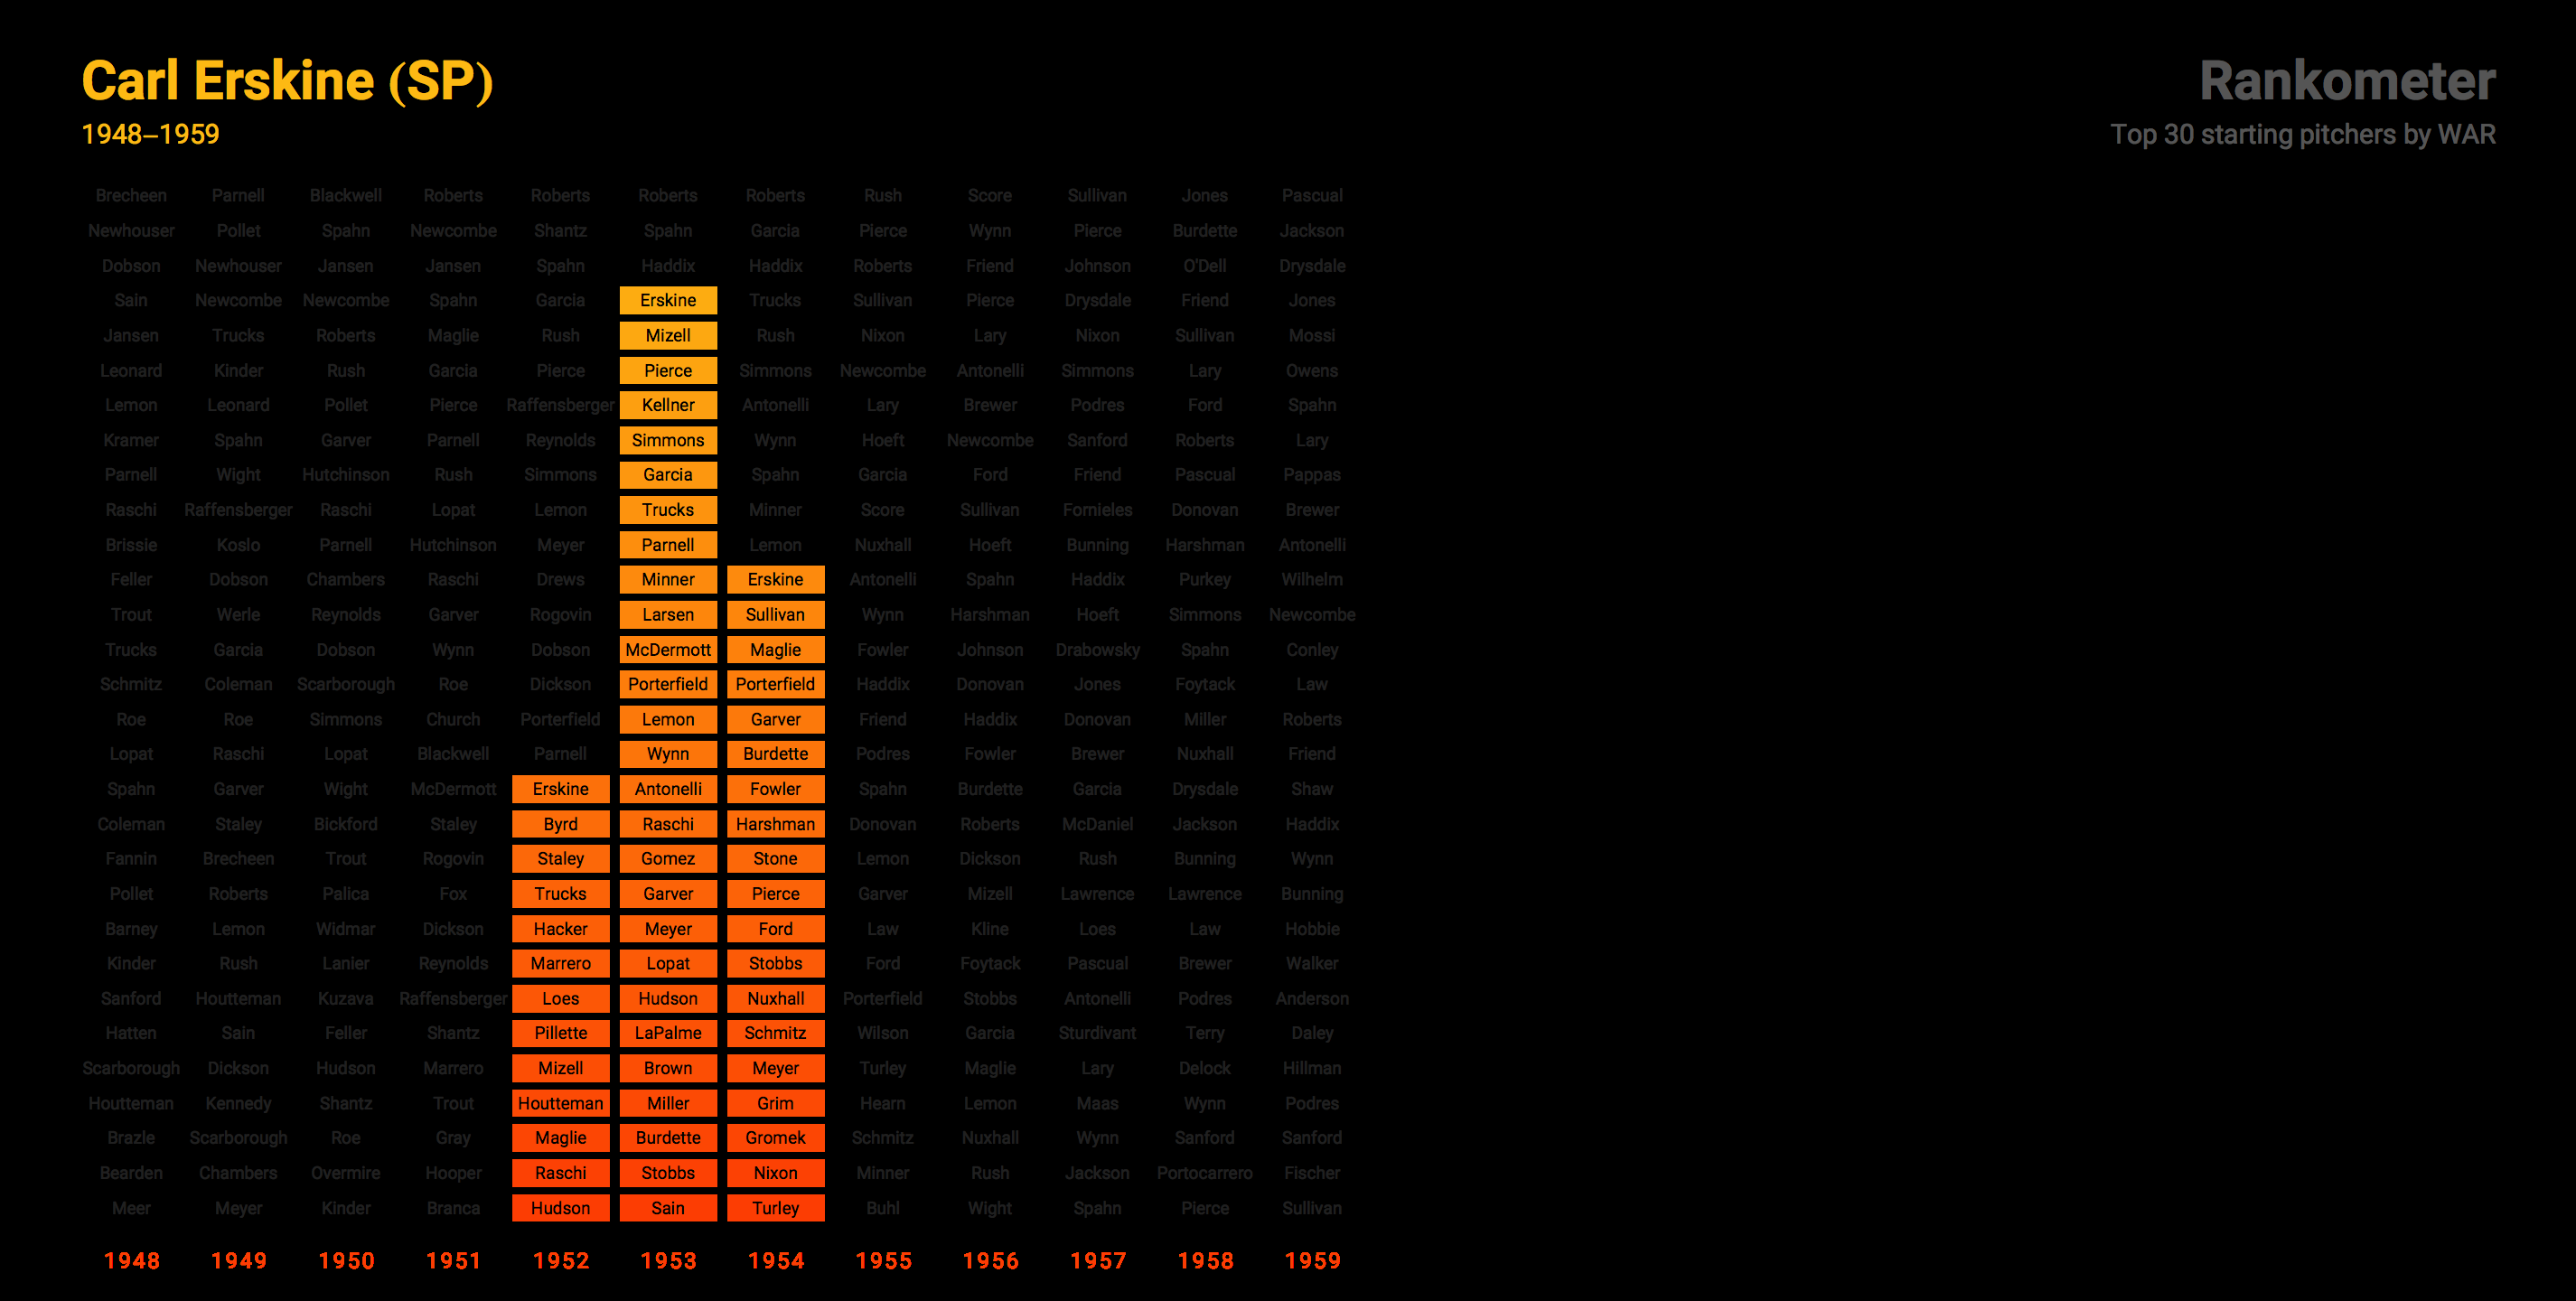 Carl Erskine (SP)
1948–1959
Rankometer
Top 30 starting pitchers by WAR
Brecheen Parnell Blackwell Roberts Roberts Roberts Roberts Rush Score Sullivan Jones Pascual
Newhouser Pollet Spahn Newcombe Shantz Spahn Garcia Pierce Wynn Pierce Burdette Jackson
Dobson Newhouser Jansen Jansen Spahn Haddix Haddix Roberts Friend Johnson O'Dell Drysdale
Sain Newcombe Newcombe Spahn Garcia Erskine Trucks Sullivan Pierce Drysdale Friend Jones
Jansen Trucks Roberts Maglie Rush Mizell Rush Nixon Lary Nixon Sullivan Mossi
Leonard Kinder Rush Garcia Pierce Pierce Simmons Newcombe Antonelli Simmons Lary Owens
Lemon Leonard Pollet Pierce Raffensberger Kellner Antonelli Lary Brewer Podres Ford Spahn
Kramer Spahn Garver Parnell Reynolds Simmons Wynn Hoeft Newcombe Sanford Roberts Lary
Parnell Wight Hutchinson Rush Simmons Garcia Spahn Garcia Ford Friend Pascual Pappas
Raschi Raffensberger Raschi Lopat Lemon Trucks Minner Score Sullivan Fornieles Donovan Brewer
Brissie Koslo Parnell Hutchinson Meyer Parnell Lemon Nuxhall Hoeft Bunning Harshman Antonelli
Feller Dobson Chambers Raschi Drews Minner Erskine Antonelli Spahn Haddix Purkey Wilhelm
Trout Werle Reynolds Garver Rogovin Larsen Sullivan Wynn Harshman Hoeft Simmons Newcombe
Trucks Garcia Dobson Wynn Dobson McDermott Maglie Fowler Johnson Drabowsky Spahn Conley
Schmitz Coleman Scarborough Roe Dickson Porterfield Porterfield Haddix Donovan Jones Foytack Law
Roe Roe Simmons Church Porterfield Lemon Garver Friend Haddix Donovan Miller Roberts
Lopat Raschi Lopat Blackwell Parnell Wynn Burdette Podres Fowler Brewer Nuxhall Friend
Spahn Garver Wight McDermott Erskine Antonelli Fowler Spahn Burdette Garcia Drysdale Shaw
Coleman Staley Bickford Staley Byrd Raschi Harshman Donovan Roberts McDaniel Jackson Haddix
Fannin Brecheen Trout Rogovin Staley Gomez Stone Lemon Dickson Rush Bunning Wynn
Pollet Roberts Palica Fox Trucks Garver Pierce Garver Mizell Lawrence Lawrence Bunning
Barney Lemon Widmar Dickson Hacker Meyer Ford Law Kline Loes Law Hobbie
Kinder Rush Lanier Reynolds Marrero Lopat Stobbs Ford Foytack Pascual Brewer Walker
Sanford Houtteman Kuzava Raffensberger Loes Hudson Nuxhall Porterfield Stobbs Antonelli Podres Anderson
Hatten Sain Feller Shantz Pillette LaPalme Schmitz Wilson Garcia Sturdivant Terry Daley
Scarborough Dickson Hudson Marrero Mizell Brown Meyer Turley Maglie Lary Delock Hillman
Houtteman Kennedy Shantz Trout Houtteman Miller Grim Hearn Lemon Maas Wynn Podres
Brazle Scarborough Roe Gray Maglie Burdette Gromek Schmitz Nuxhall Wynn Sanford Sanford
Bearden Chambers Overmire Hooper Raschi Stobbs Nixon Minner Rush Jackson Portocarrero Fischer
Meer Meyer Kinder Branca Hudson Sain Turley Buhl Wight Spahn Pierce Sullivan
1948 1949 1950 1951 1952 1953 1954 1955 1956 1957 1958 1959